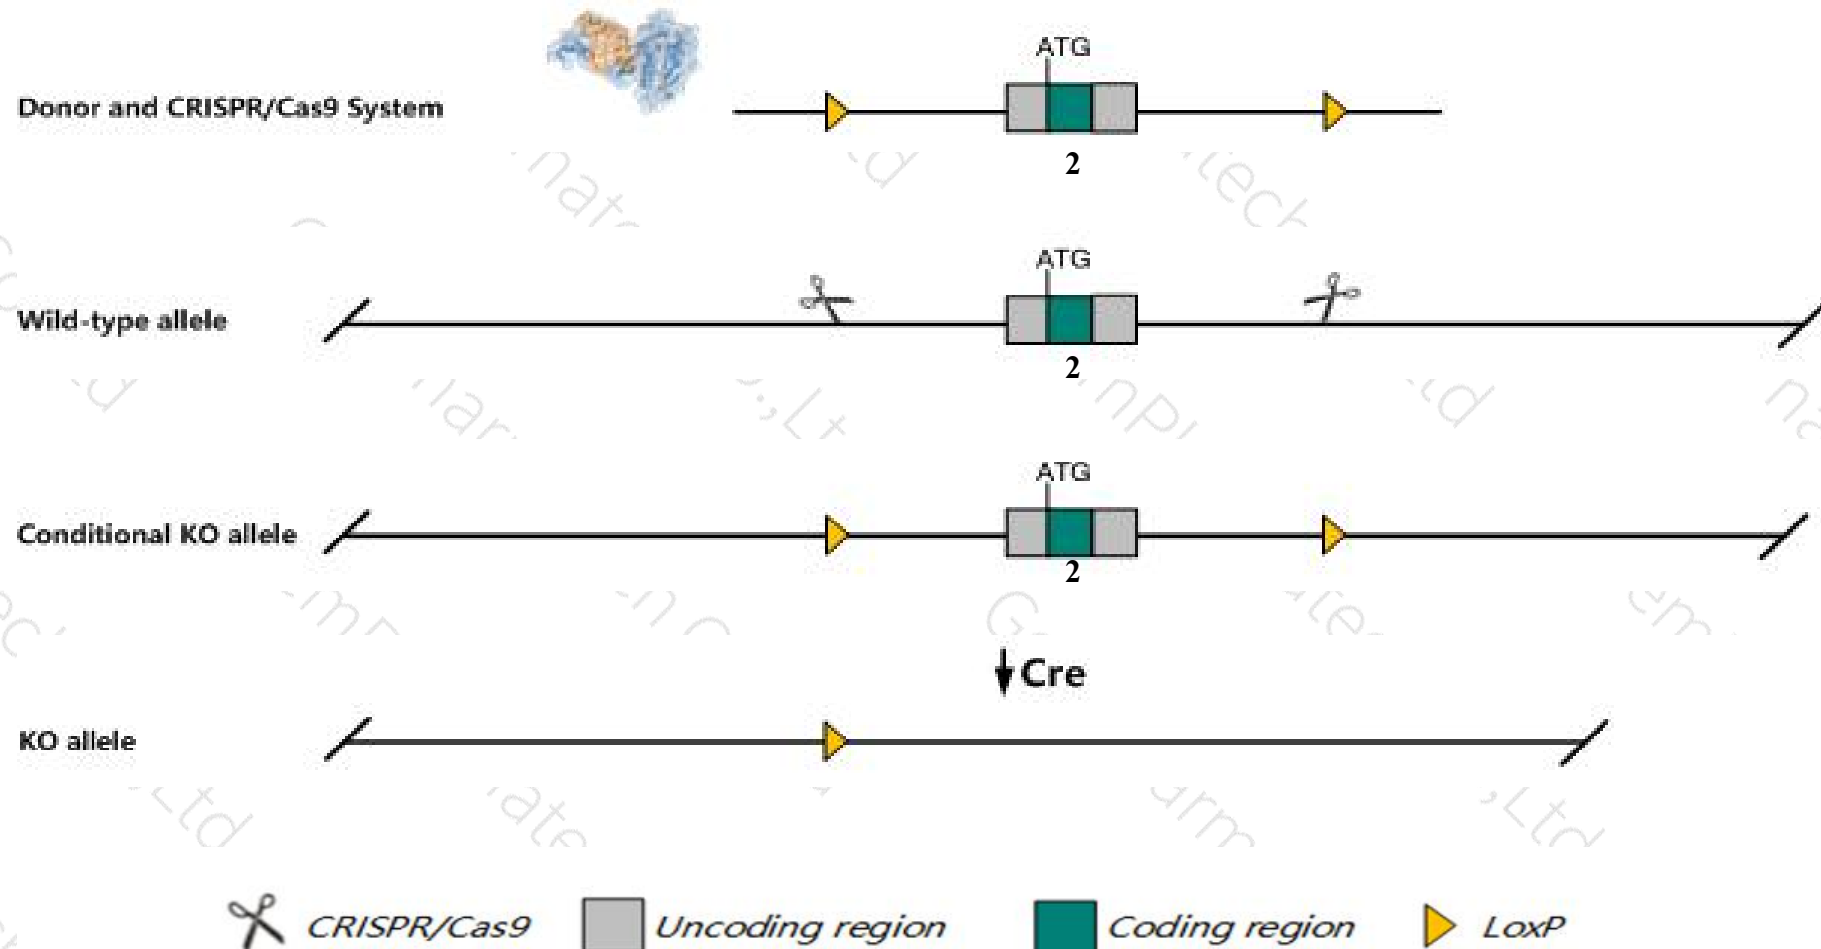 ATG
Donor and CRISPR/Cas9 System
2
ATG
Wild-type allele
2
ATG
Conditional KO allele
2
Cre
KO allele
CRISPR/Cas9
Uncoding region
Coding region
LoxP